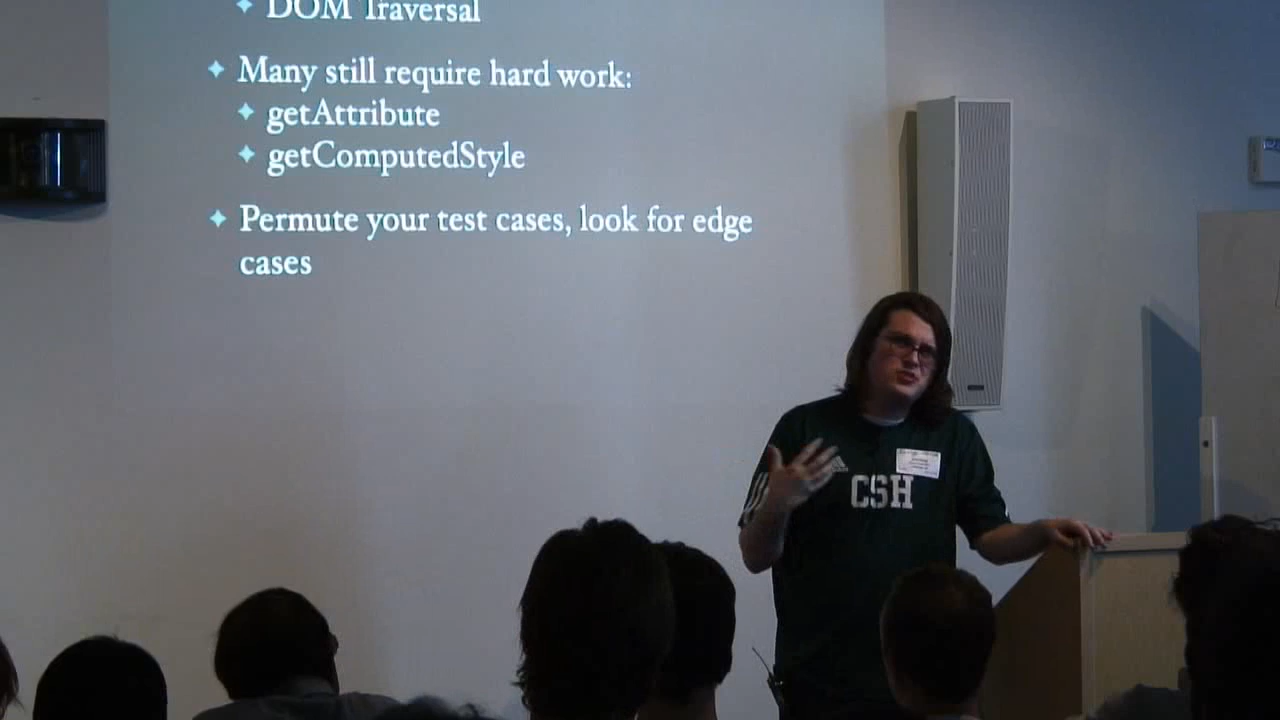 DOM Traversal
Many still require hard work:
getAttribute
getComputedStyle
Permute your test cases, look for edge
cases
CSH